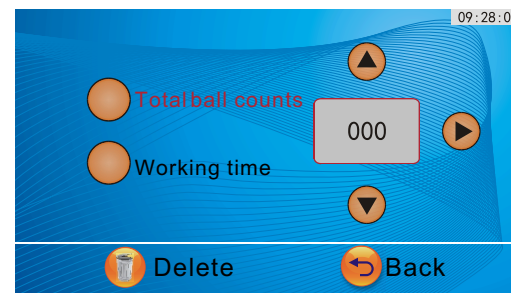 09:28:0
Total ball counts
000
Working time
Delete
Back